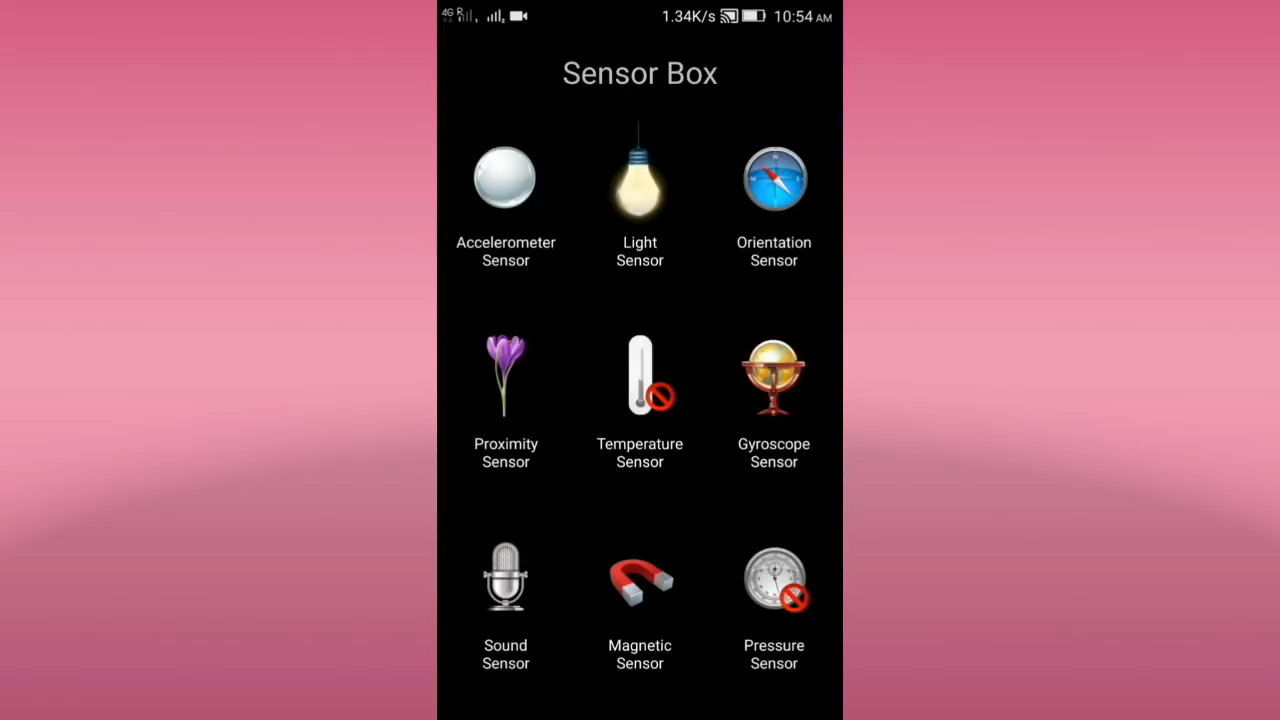 4G R 1.34K/s 10:54 AM
Sensor Box
Accelerometer
Sensor
Light
Sensor
Orientation
Sensor
Proximity
Sensor
Temperature
Sensor
Gyroscope
Sensor
Sound
Sensor
Magnetic
Sensor
Pressure
Sensor